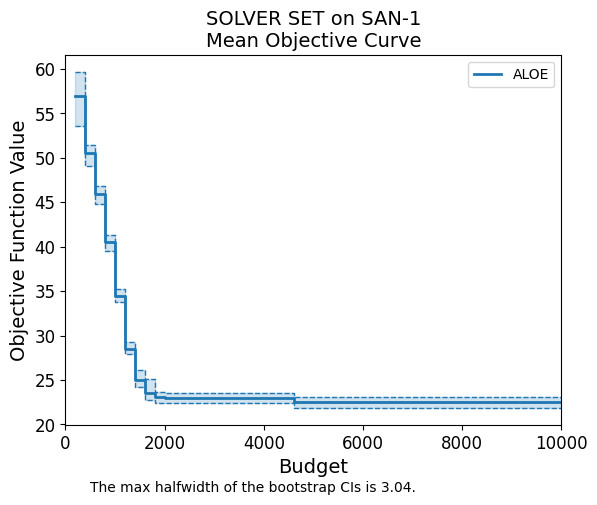 SOLVER SET on SAN-1
Mean Objective Curve
ALOE
Objective Function Value
60
55
50
45
40
35
30
25
20
0 2000 4000 6000 8000 10000
Budget
The max halfwidth of the bootstrap CIs is 3.04.